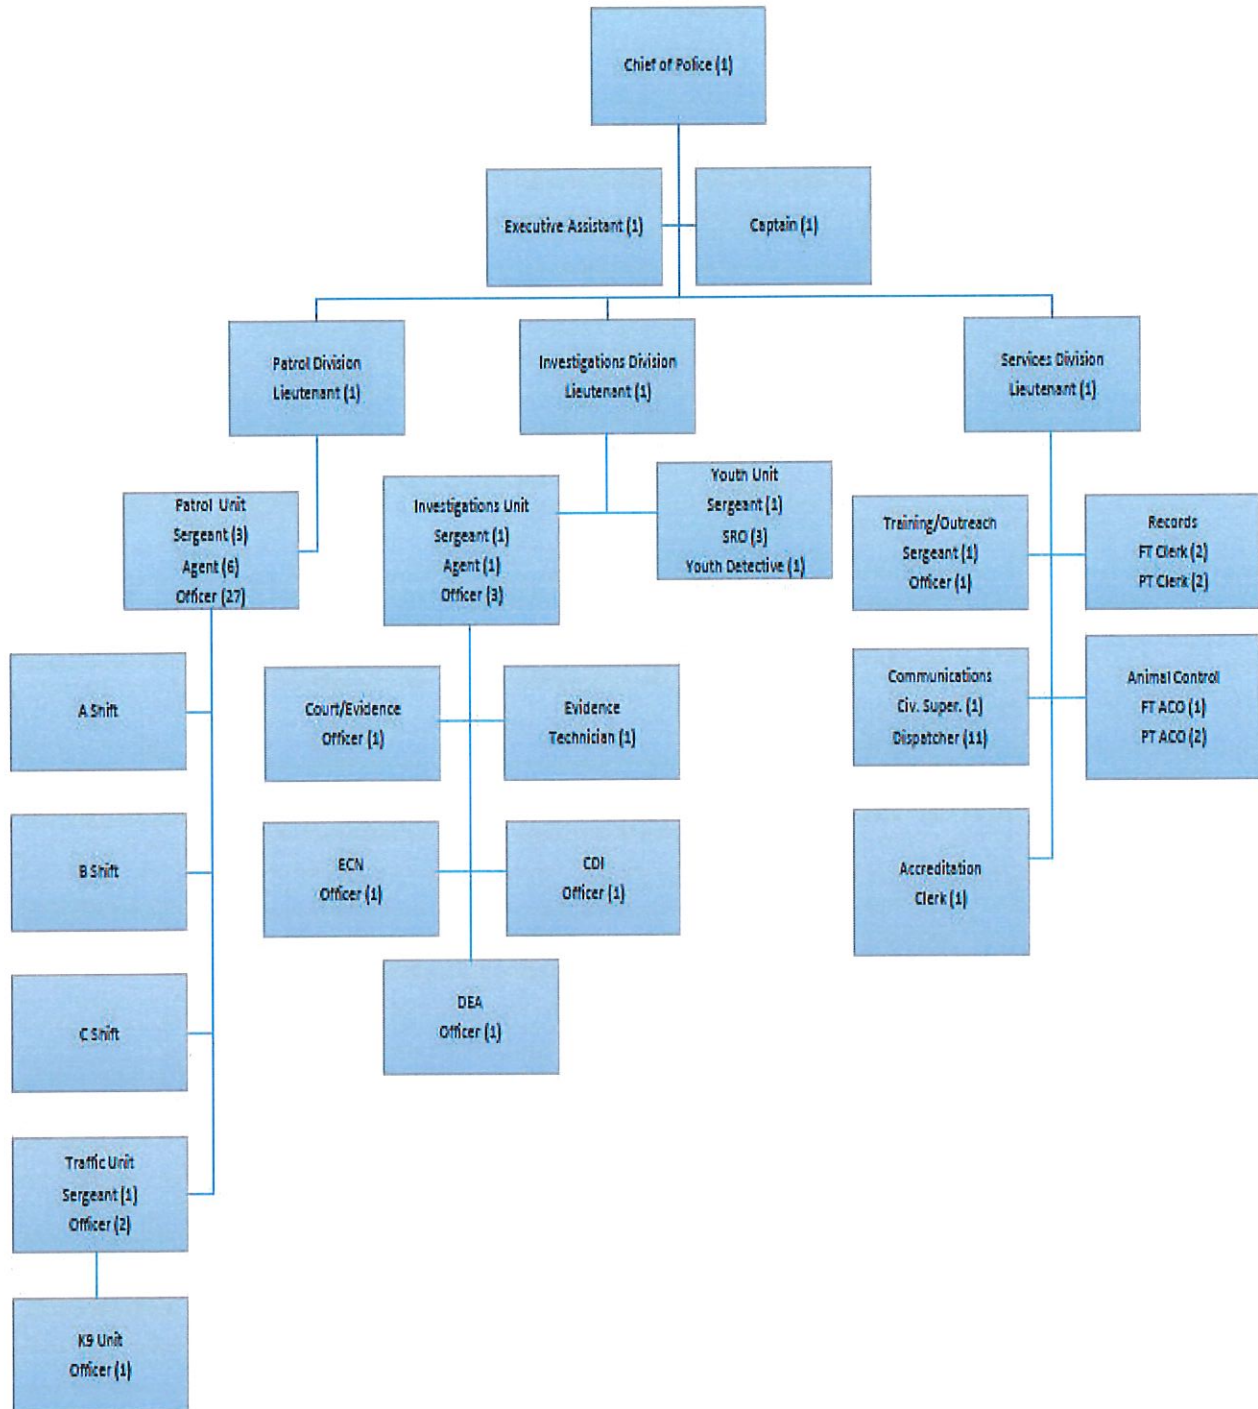 Chief of Police (1)
Executive Assistant (1)
Captain (1)
Patrol Division
Lieutenant (1)
Investigations Division
Lieutenant (1)
Services Division
Lieutenant (1)
Patrol Unit
Sergeant (3)
Agent (6)
Officer (27)
Investigations Unit
Sergeant (1)
Agent (1)
Officer (3)
Youth Unit
Sergeant (1)
SRO (3)
Youth Detective (1)
Training/Outreach
Sergeant (1)
Officer (1)
Records
FT Clerk (2)
PT Clerk (2)
A Shift
Court/Evidence
Officer (1)
Evidence
Technician (1)
Communications
Civ. Super. (1)
Dispatcher (11)
Animal Control
FT ACO (1)
PT ACO (2)
B Shift
ECN
Officer (1)
CDI
Officer (1)
Accreditation
Clerk (1)
C Shift
DEA
Officer (1)
Traffic Unit
Sergeant (1)
Officer (2)
K9 Unit
Officer (1)